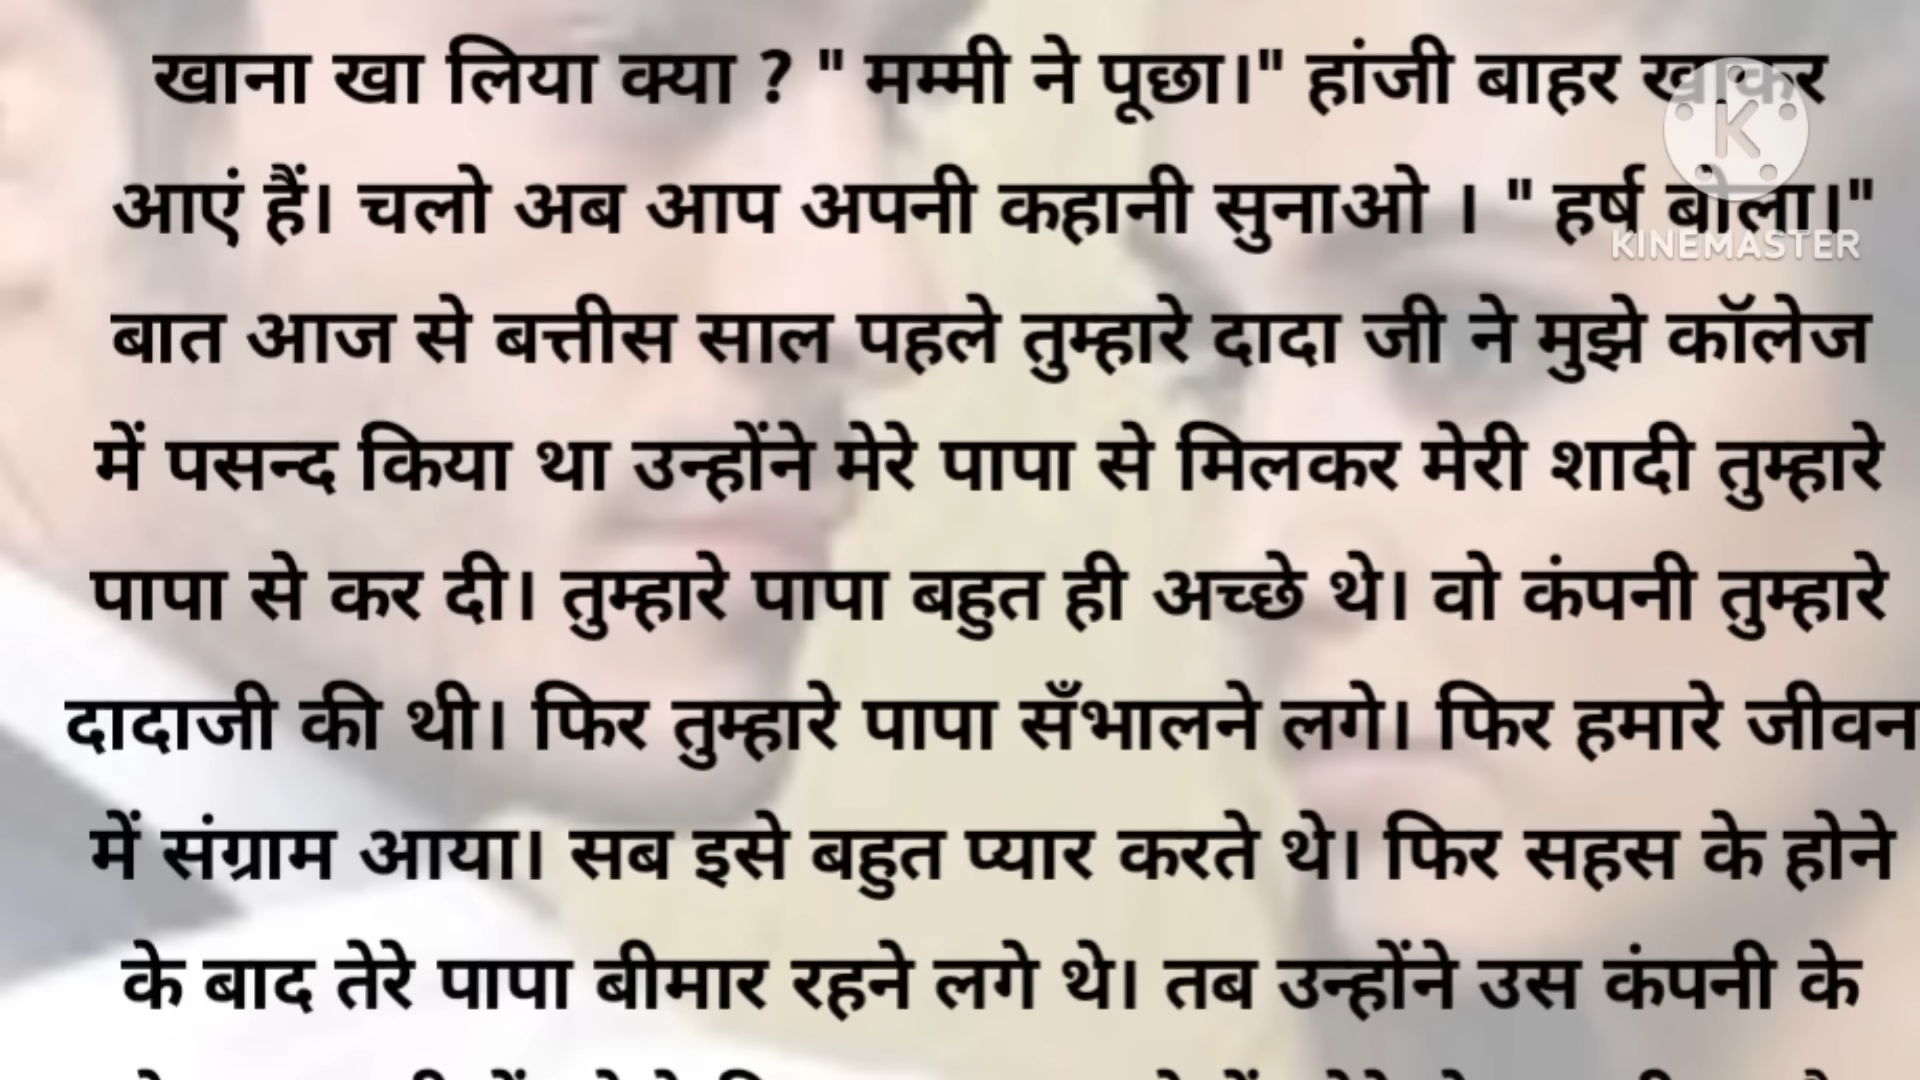 खाना खा लिया क्या ? " मम्मी ने पूछा।" हांजी बाहर खाकर
आएं हैं। चलो अब आप अपनी कहानी सुनाओ । " हर्ष बोला।"
KINEMASTER
बात आज से बत्तीस साल पहले तुम्हारे दादा जी ने मुझे कॉलेज
में पसन्द किया था उन्होंने मेरे पापा से मिलकर मेरी शादी तुम्हारे
पापा से कर दी। तुम्हारे पापा बहुत ही अच्छे थे। वो कंपनी तुम्हारे
दादाजी की थी। फिर तुम्हारे पापा सँभालने लगे। फिर हमारे जीवन
में संग्राम आया। सब इसे बहुत प्यार करते थे। फिर सहस के होने
के बाद तेरे पापा बीमार रहने लगे थे। तब उन्होंने उस कंपनी के